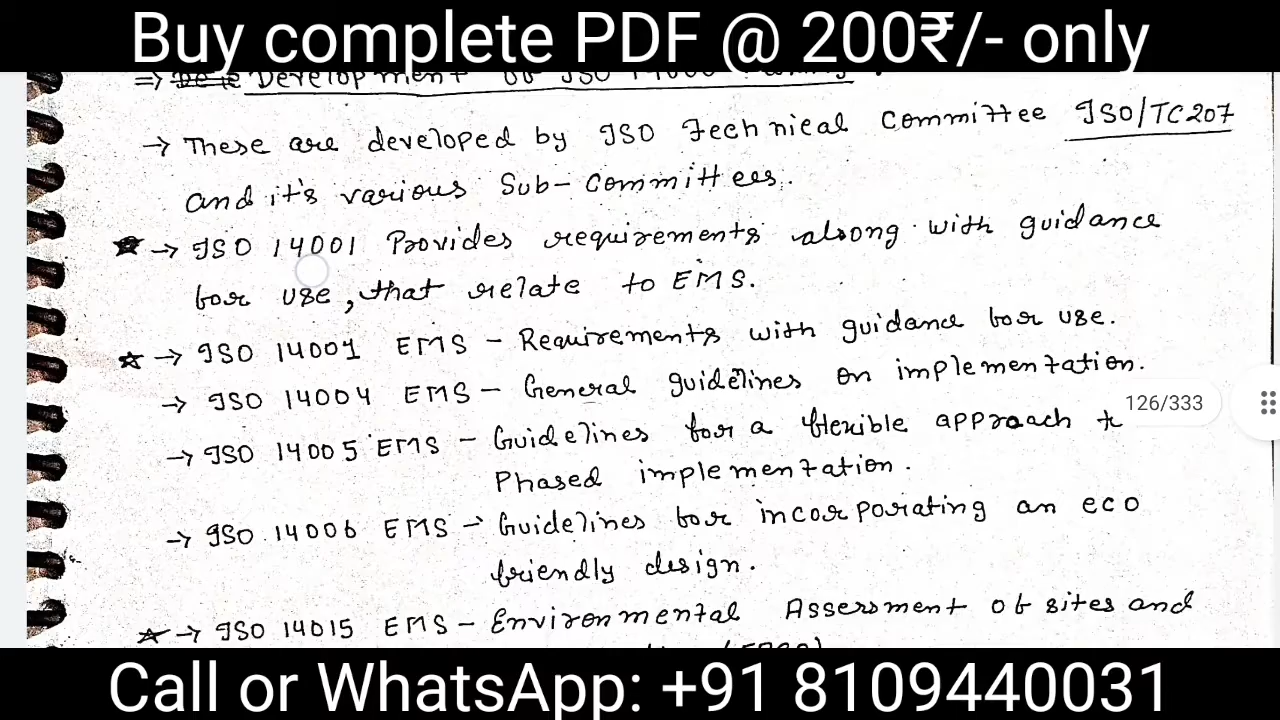 Buy complete PDF @ 200₹/- only
⇒ Development of ISO 14000
→ These are developed by ISO Technical Committee ISO/TC207
and it's various Sub-Committees.
→ ISO 14001 Provides requirements along with guidance
for use, that relate to EMS.
→ ISO 14001 EMS - Requirements with guidance for use.
→ ISO 14004 EMS - General guidelines on implementation.
126/333
→ ISO 14005 EMS - Guidelines for a flexible approach t
Phased implementation.
→ ISO 14006 EMS - Guidelines for incorporating an eco
friendly design.
→ ISO 14015 EMS - Environmental Assessment of sites and
Call or WhatsApp: +91 8109440031